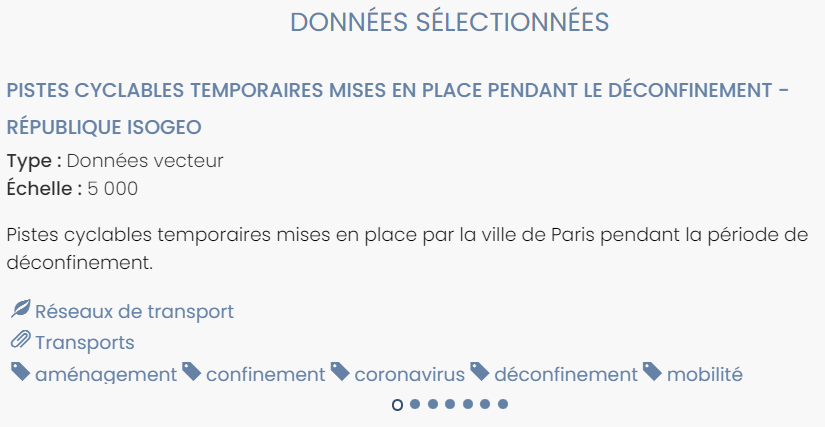 DONNÉES SÉLECTIONNÉES
PISTES CYCLABLES TEMPORAIRES MISES EN PLACE PENDANT LE DÉCONFINEMENT -
RÉPUBLIQUE ISOGEO
Type : Données vecteur
Échelle : 5 000
Pistes cyclables temporaires mises en place par la ville de Paris pendant la période de
déconfinement.
Réseaux de transport
Transports
aménagement confinement coronavirus déconfinement mobilité